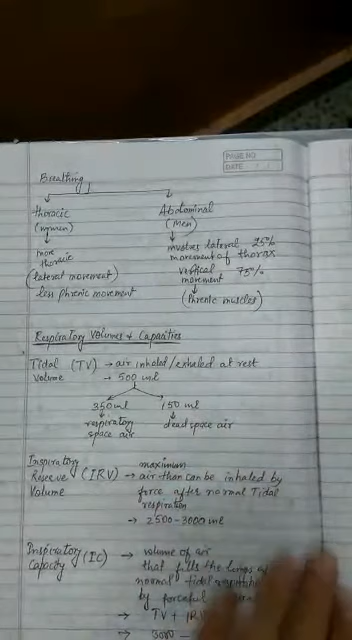 PAGE NO
DATE
Breathing
thoracic Abdominal
(women) (Men)
more involves lateral 25%
thoracic movement of thorax
(lateral movement) vertical 75%
less phrenic movement movement
(Phrenic muscles)
Respiratory Volumes & Capacities
Tidal (TV) → air inhaled/exhaled at rest
Volume → 500 ml
350 ml 150 ml
respiratory dead space air
space air
Inspiratory maximum
Reserve (IRV) → air that can be inhaled by
Volume force after normal Tidal
respiration
→ 2500-3000 ml
Inspiratory (IC) → volume of air
Capacity that fills the lungs
normal tidal
by forceful
→ TV + IRV
→ 3000 -